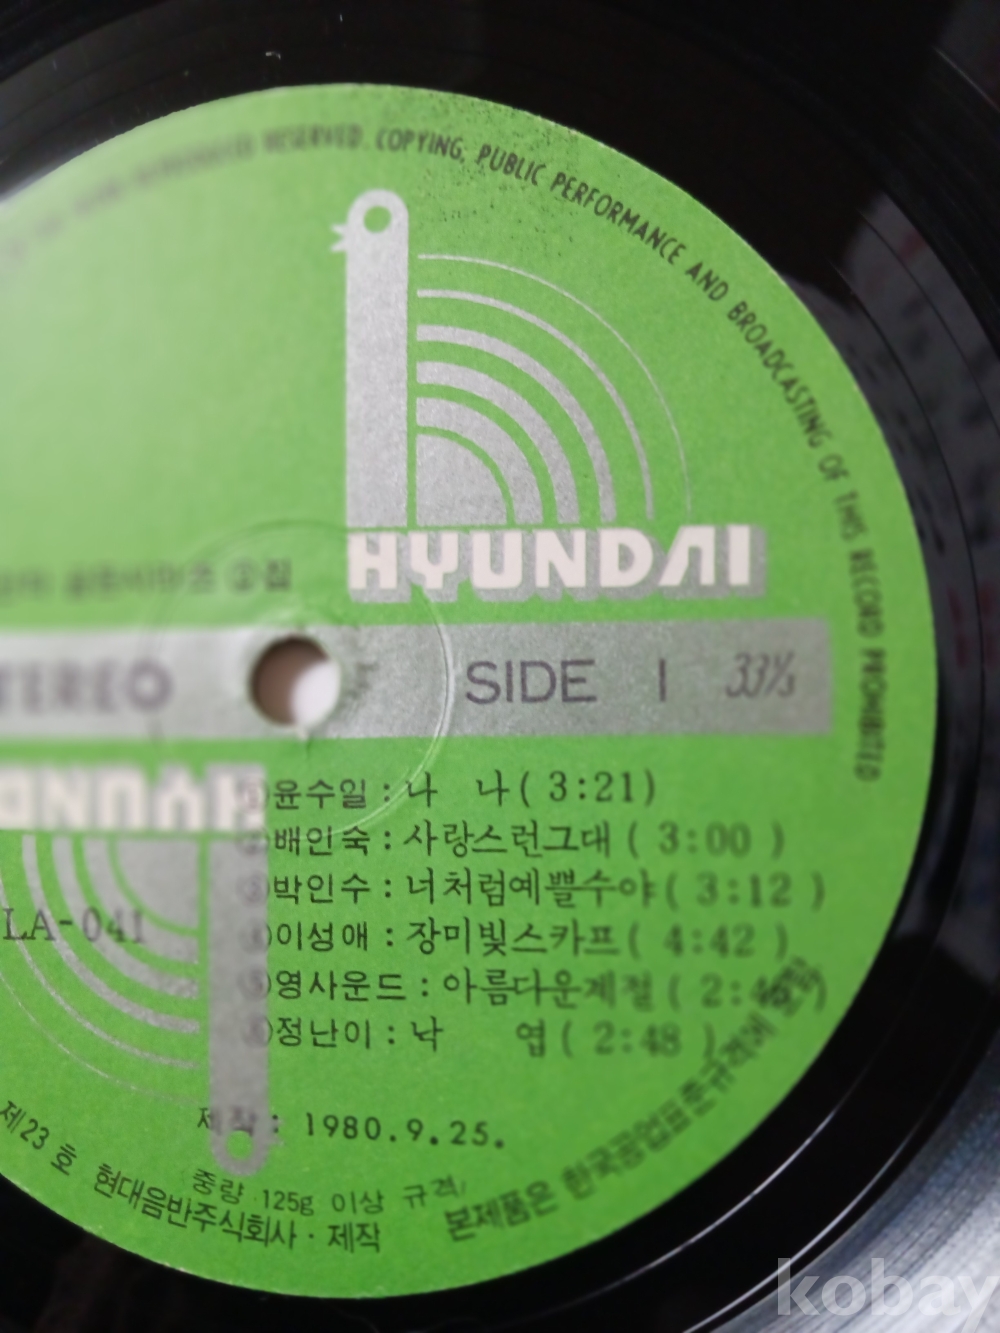 RESERVED. COPYING, PUBLIC PERFORMANCE AND BROADCASTING OF THIS RECORD PROHIBITED
HYUNDAI
STEREO
SIDE 1 33⅓
HYUNDAI
LA-041
①윤수일 : 나 나 ( 3:21 )
②배인숙 : 사랑스런그대 ( 3:00 )
③박인수 : 너처럼예쁠수야 ( 3:12 )
④이성애 : 장미빛스카프 ( 4:42 )
⑤영사운드 : 아름다운계절 ( 2:
⑥정난이 : 낙 엽 ( 2:48 )
제작 : 1980.9.25.
중량 125g 이상 규격
제23호 현대음반주식회사 · 제작
본제품은 한국공업표준규격에
kobay